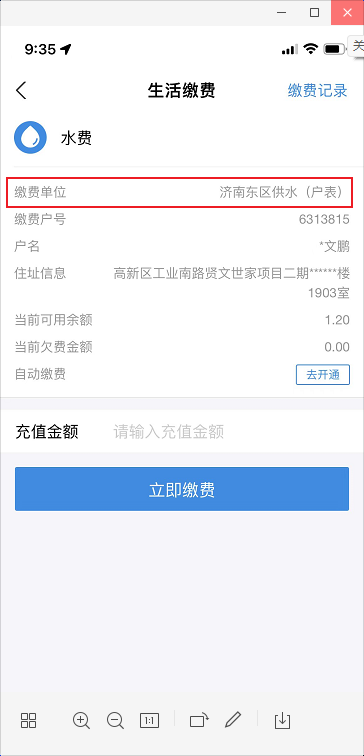 9:35
关
生活缴费
缴费记录
水费
缴费单位 济南东区供水（户表）
缴费户号 6313815
户名 *文鹏
住址信息 高新区工业南路贤文世家项目二期******楼
1903室
当前可用余额 1.20
当前欠费金额 0.00
自动缴费 去开通
充值金额 请输入充值金额
立即缴费
1:1